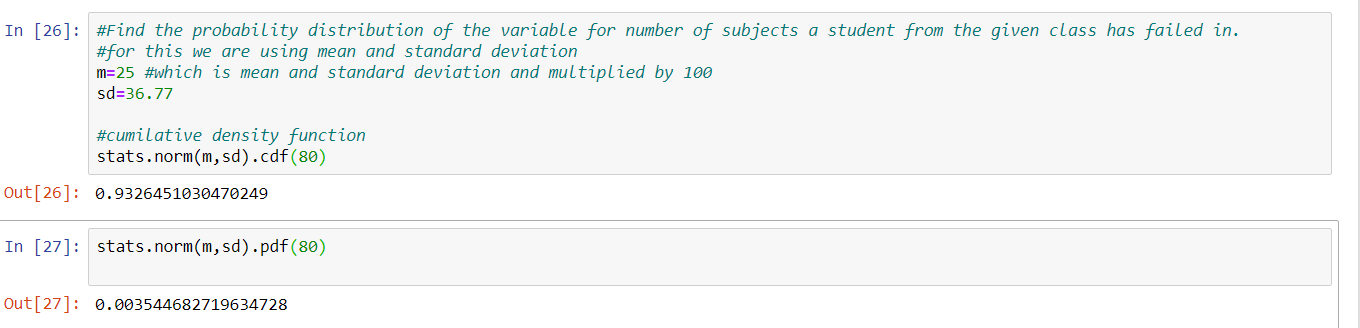 In [26]: #Find the probability distribution of the variable for number of subjects a student from the given class has failed in.
#for this we are using mean and standard deviation
m=25 #which is mean and standard deviation and multiplied by 100
sd=36.77
#cumilative density function
stats.norm(m,sd).cdf(80)
Out[26]: 0.9326451030470249
In [27]: stats.norm(m,sd).pdf(80)
Out[27]: 0.003544682719634728